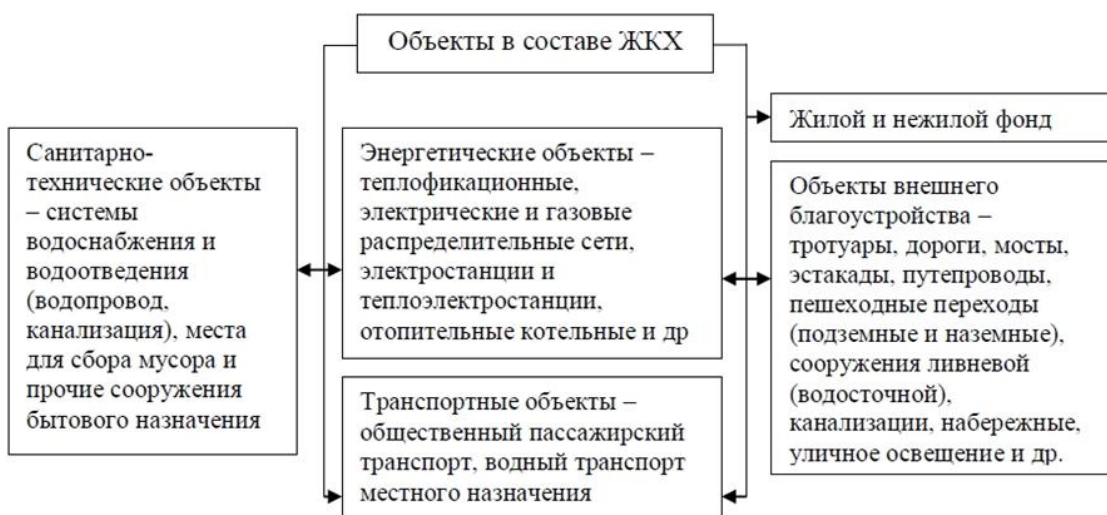 Объекты в составе ЖКХ
Санитарно-
технические объекты
– системы
водоснабжения и
водоотведения
(водопровод,
канализация), места
для сбора мусора и
прочие сооружения
бытового назначения
Энергетические объекты –
теплофикационные,
электрические и газовые
распределительные сети,
электростанции и
теплоэлектростанции,
отопительные котельные и др
Транспортные объекты –
общественный пассажирский
транспорт, водный транспорт
местного назначения
Жилой и нежилой фонд
Объекты внешнего
благоустройства –
тротуары, дороги, мосты,
эстакады, путепроводы,
пешеходные переходы
(подземные и наземные),
сооружения ливневой
(водосточной),
канализации, набережные,
уличное освещение и др.